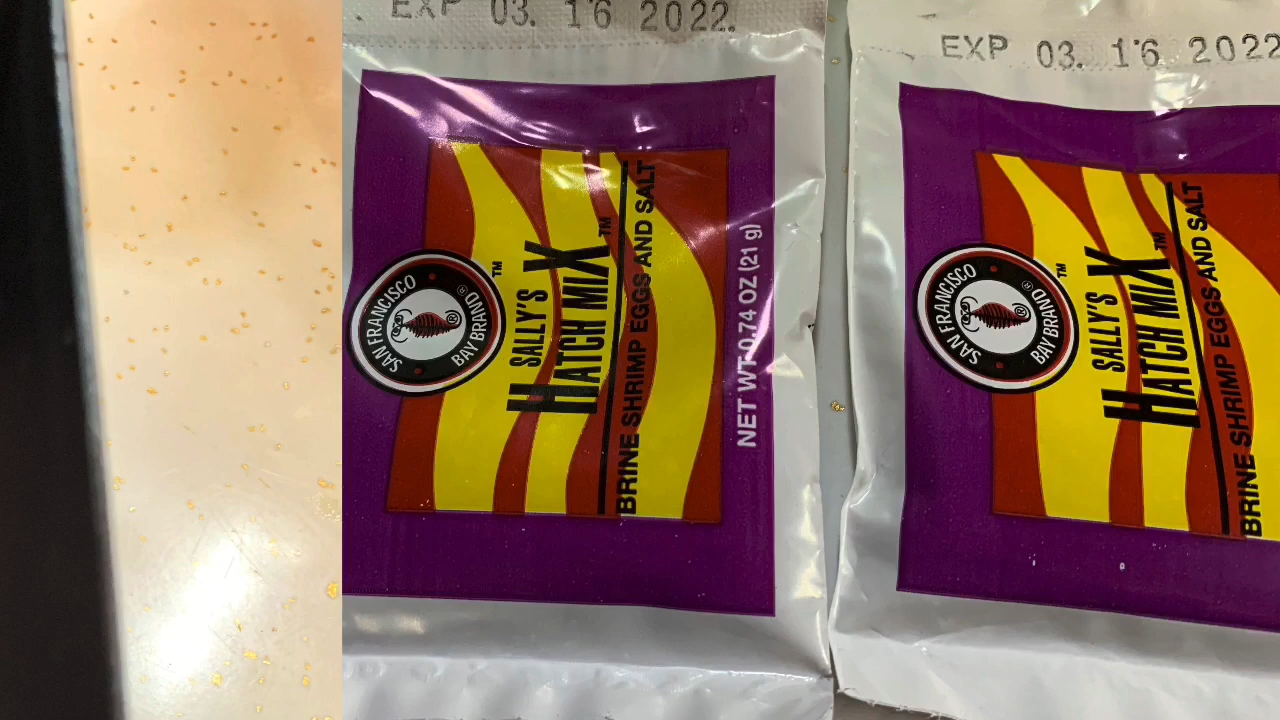 EXP 03. 16 2022.
SAN FRANCISCO
BAY BRAND®
TM
SALLY'S
HATCH MIX™
BRINE SHRIMP EGGS AND SALT
NET WT 0.74 OZ (21 g)
EXP 03. 16 2022
SAN FRANCISCO
BAY BRAND®
TM
SALLY'S
HATCH MIX™
BRINE SHRIMP EGGS AND SALT